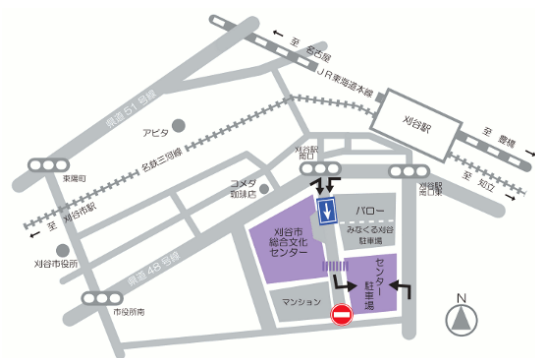 至 名古屋
JR東海道本線
県道51号線
刈谷駅
至 豊橋
アピタ
名鉄三河線
刈谷駅
南口
至 知立
東陽町
コメダ
珈琲店
刈谷駅
南口東
至 刈谷市駅
バロー
みなくる刈谷
駐車場
刈谷市
総合文化
センター
刈谷市役所
県道48号線
センター
駐車場
マンション
市役所南
N